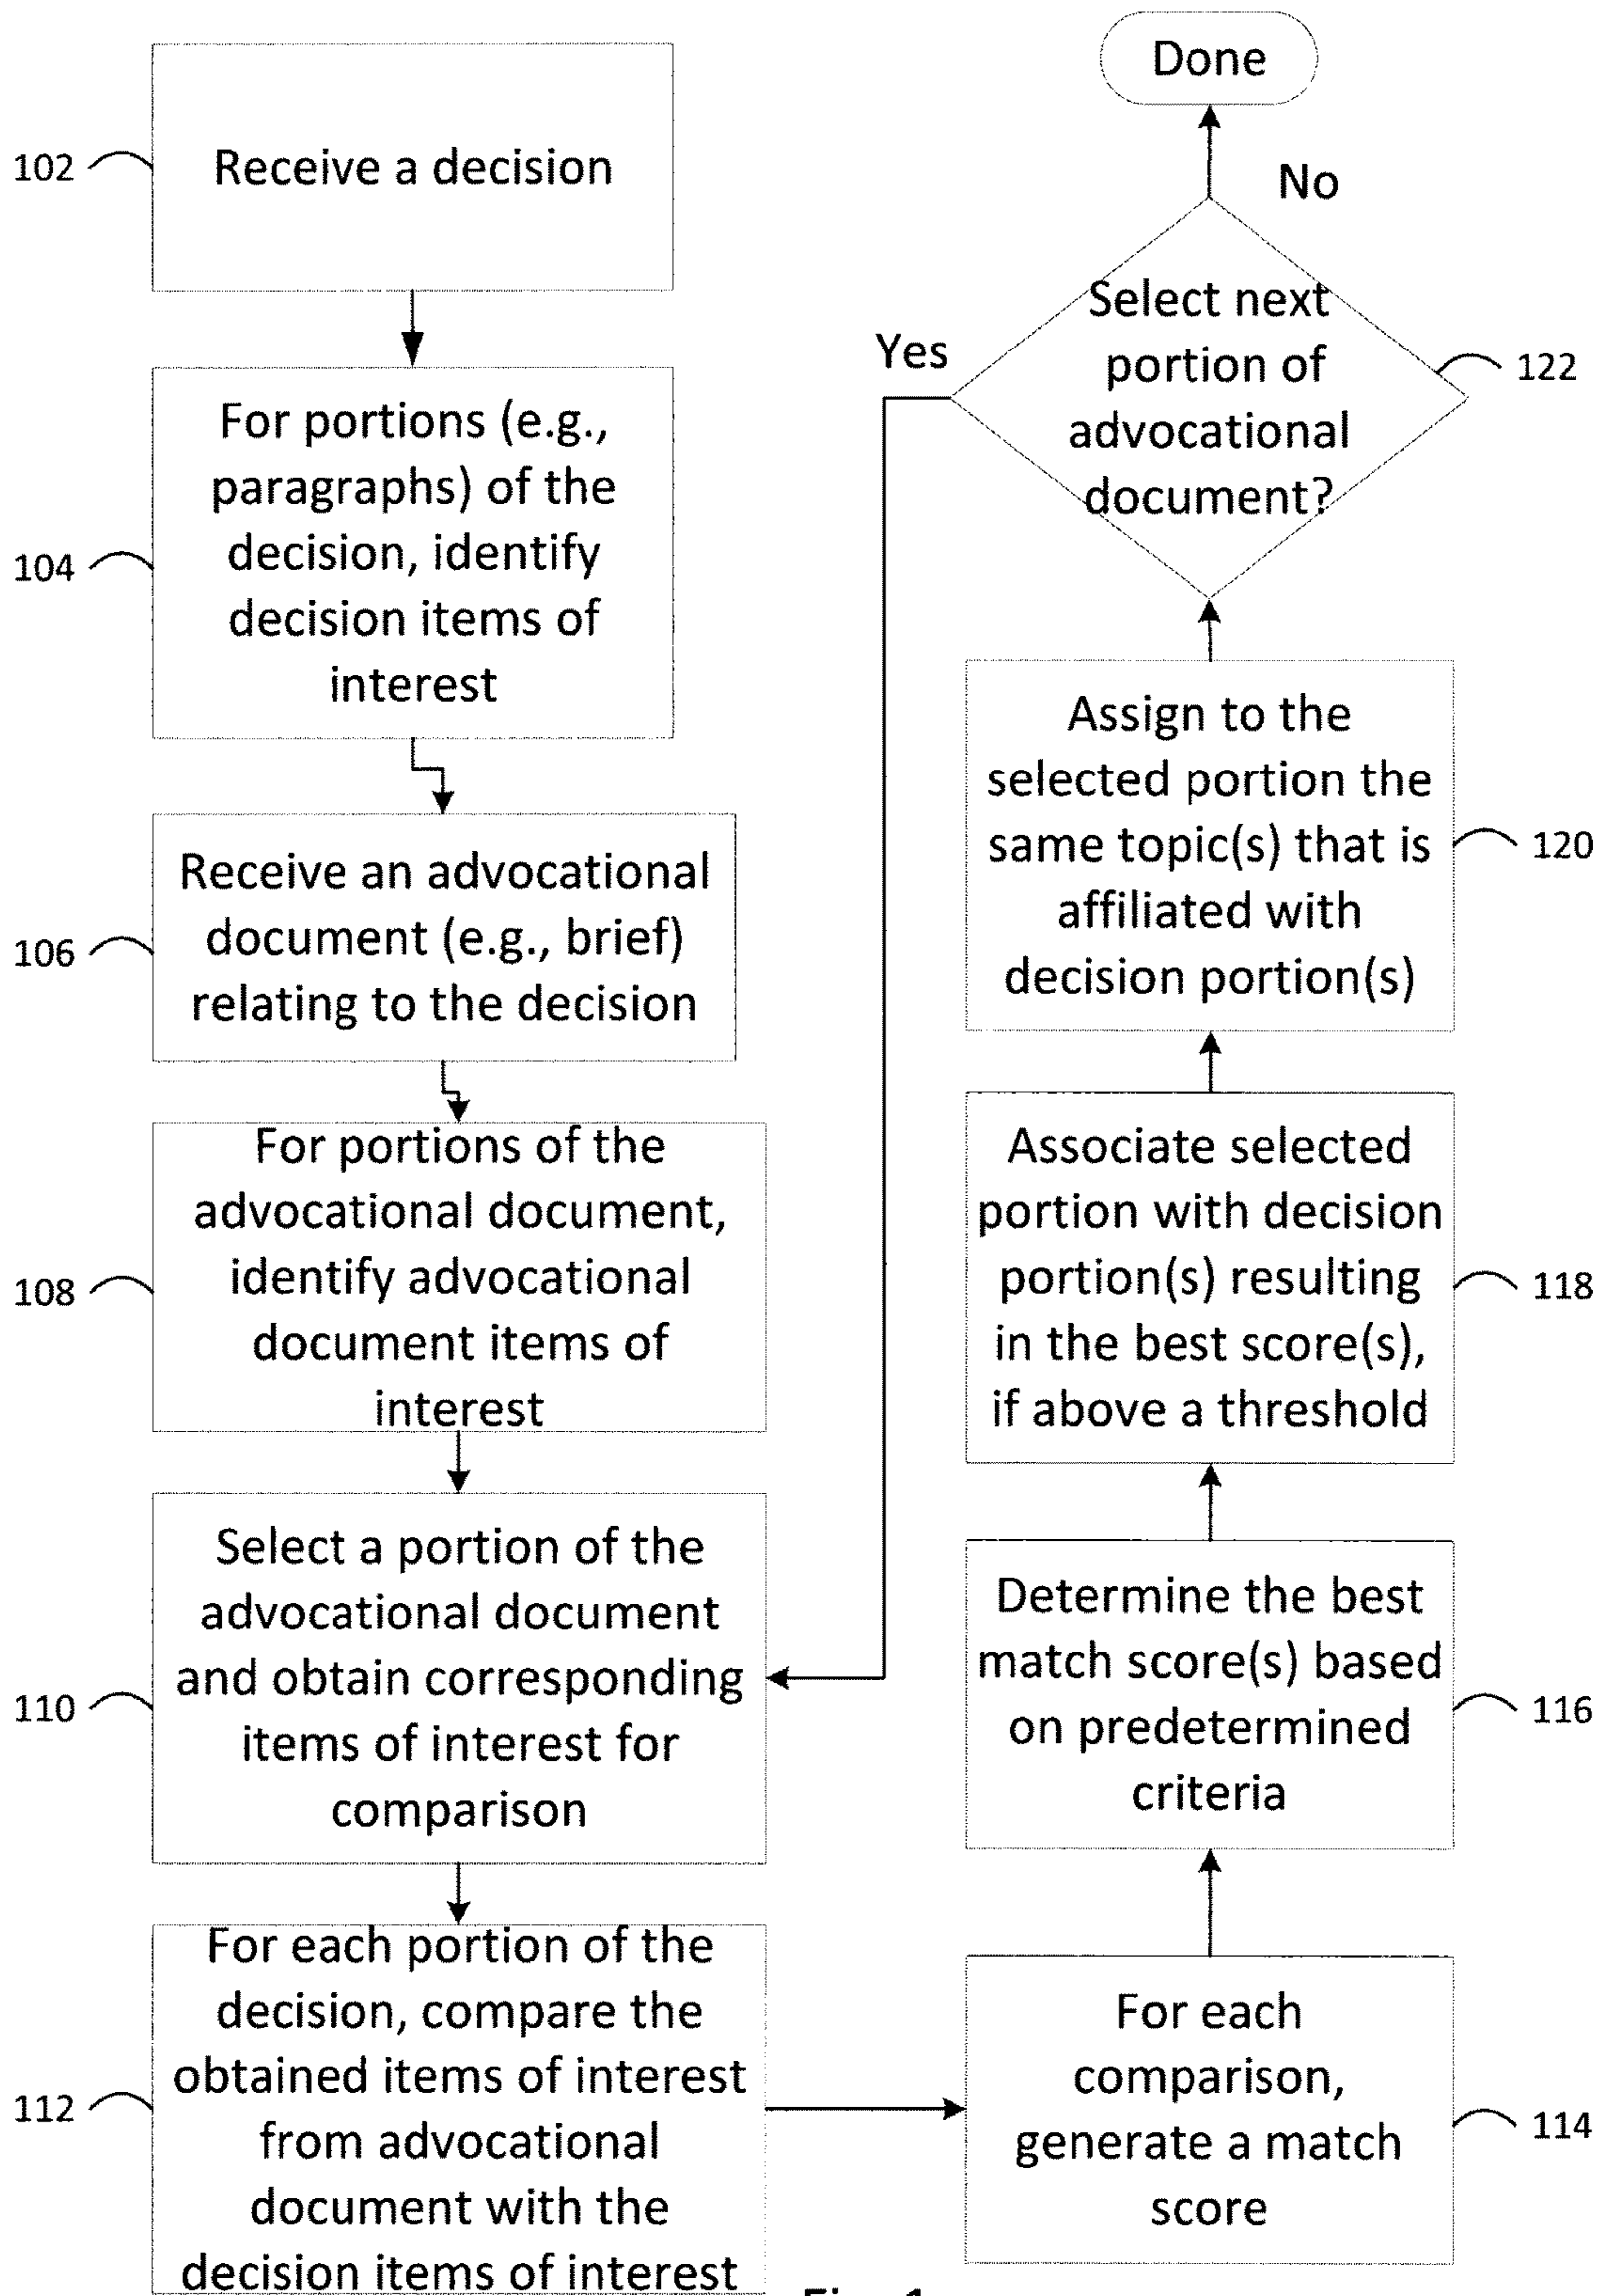 102
Receive a decision
104
For portions (e.g.,
paragraphs) of the
decision, identify
decision items of
interest
106
Receive an advocational
document (e.g., brief)
relating to the decision
108
For portions of the
advocational document,
identify advocational
document items of
interest
110
Select a portion of the
advocational document
and obtain corresponding
items of interest for
comparison
112
For each portion of the
decision, compare the
obtained items of interest
from advocational
document with the
decision items of interest
For each
comparison,
generate a match
score
114
Determine the best
match score(s) based
on predetermined
criteria
116
Associate selected
portion with decision
portion(s) resulting
in the best score(s),
if above a threshold
118
Assign to the
selected portion the
same topic(s) that is
affiliated with
decision portion(s)
120
Select next
portion of
advocational
document?
122
Yes
No
Done